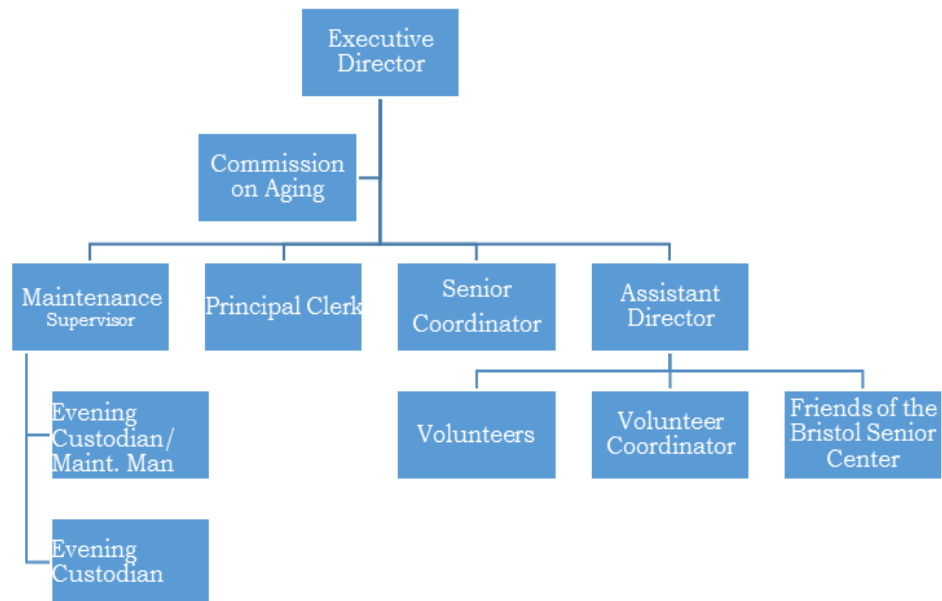 Executive
Director
Commission
on Aging
Maintenance
Supervisor
Principal Clerk
Senior
Coordinator
Assistant
Director
Evening
Custodian/
Maint. Man
Volunteers
Volunteer
Coordinator
Friends of the
Bristol Senior
Center
Evening
Custodian